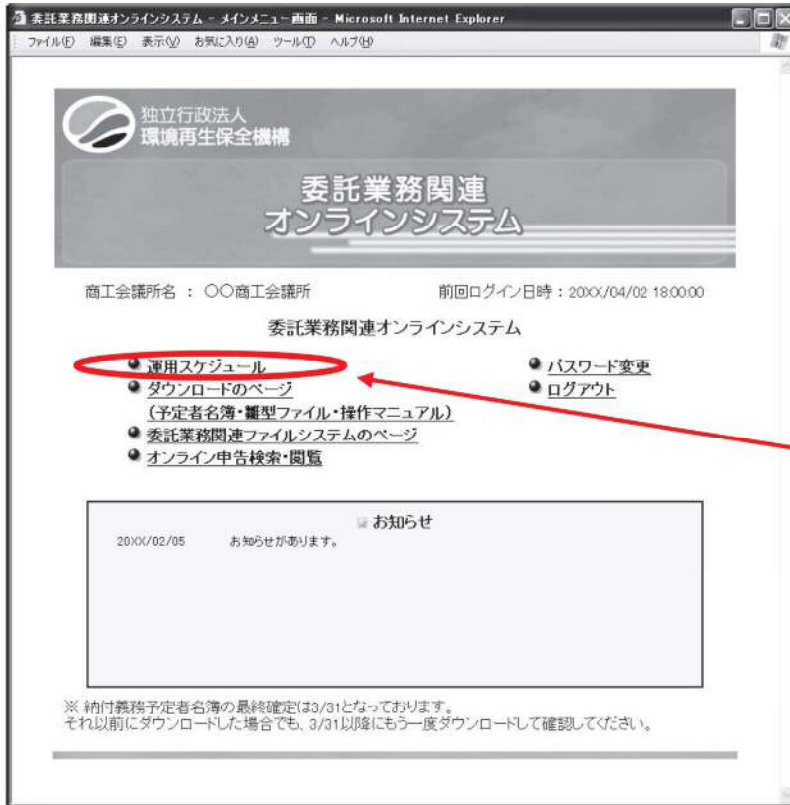 委託業務関連オンラインシステム - メインメニュー画面 - Microsoft Internet Explorer
ファイル(F) 編集(E) 表示(V) お気に入り(A) ツール(T) ヘルプ(H)
独立行政法人
環境再生保全機構
委託業務関連
オンラインシステム
商工会議所名 : 〇〇商工会議所 前回ログイン日時:20XX/04/02 18:00:00
委託業務関連オンラインシステム
運用スケジュール パスワード変更
ダウンロードのページ ログアウト
(予定者名簿・雛型ファイル・操作マニュアル)
委託業務関連ファイルシステムのページ
オンライン申告検索・閲覧
お知らせ
20XX/02/05 お知らせがあります。
※ 納付義務予定者名簿の最終確定は3/31となっております。
それ以前にダウンロードした場合でも、3/31以降にもう一度ダウンロードして確認してください。